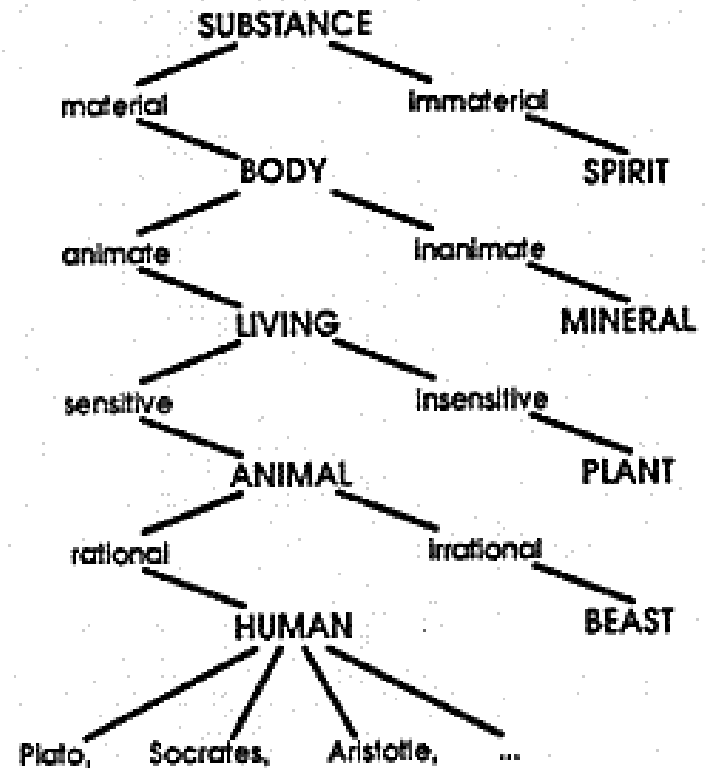 SUBSTANCE
material immaterial
BODY SPIRIT
animate inanimate
LIVING MINERAL
sensitive insensitive
ANIMAL PLANT
rational irrational
HUMAN BEAST
Plato, Socrates, Aristotle, ...